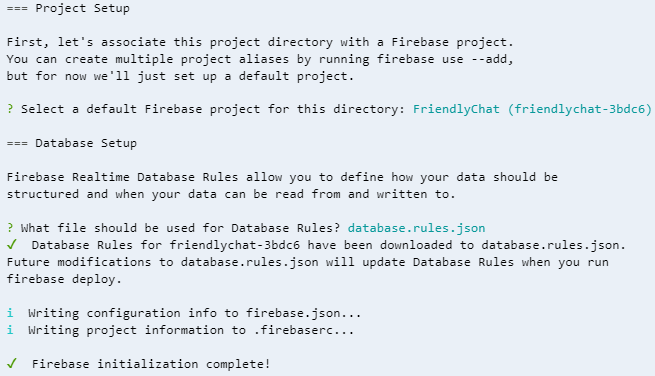 === Project Setup
First, let's associate this project directory with a Firebase project.
You can create multiple project aliases by running firebase use --add,
but for now we'll just set up a default project.
? Select a default Firebase project for this directory: FriendlyChat (friendlychat-3bdc6)
=== Database Setup
Firebase Realtime Database Rules allow you to define how your data should be
structured and when your data can be read from and written to.
? What file should be used for Database Rules? database.rules.json
✓ Database Rules for friendlychat-3bdc6 have been downloaded to database.rules.json.
Future modifications to database.rules.json will update Database Rules when you run
firebase deploy.
i Writing configuration info to firebase.json...
i Writing project information to .firebaserc...
✓ Firebase initialization complete!